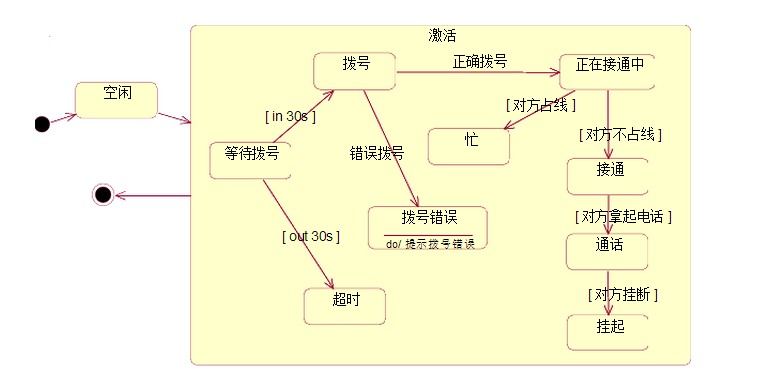 激活
拨号
正确拨号
正在接通中
空闲
[ in 30s ]
[ 对方占线 ]
忙
[ 对方不占线 ]
等待拨号
错误拨号
接通
拨号错误
do/ 提示拨号错误
[ 对方拿起电话 ]
[ out 30s ]
通话
超时
[ 对方挂断 ]
挂起